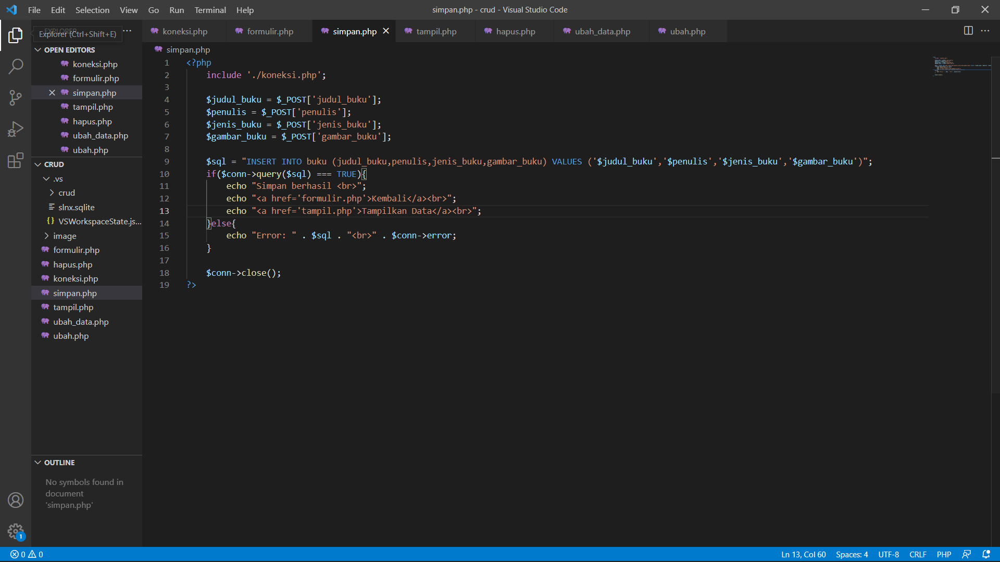 File Edit Selection View Go Run Terminal Help
simpan.php - crud - Visual Studio Code
Explorer (Ctrl+Shift+E)
koneksi.php formulir.php simpan.php tampil.php hapus.php ubah_data.php ubah.php
OPEN EDITORS
koneksi.php
formulir.php
simpan.php
tampil.php
hapus.php
ubah_data.php
ubah.php
CRUD
.vs
crud
slnx.sqlite
{} VSWorkspaceState.js...
image
formulir.php
hapus.php
koneksi.php
simpan.php
tampil.php
ubah_data.php
ubah.php
OUTLINE
No symbols found in
document
'simpan.php'
1
simpan.php
1 <?php
2     include './koneksi.php';
3
4     $judul_buku = $_POST['judul_buku'];
5     $penulis = $_POST['penulis'];
6     $jenis_buku = $_POST['jenis_buku'];
7     $gambar_buku = $_POST['gambar_buku'];
8
9     $sql = "INSERT INTO buku (judul_buku,penulis,jenis_buku,gambar_buku) VALUES ('$judul_buku','$penulis','$jenis_buku','$gambar_buku')";
10     if($conn->query($sql) === TRUE){
11         echo "Simpan berhasil <br>";
12         echo "<a href='formulir.php'>Kembali</a><br>";
13         echo "<a href='tampil.php'>Tampilkan Data</a><br>";
14     }else{
15         echo "Error: " . $sql . "<br>" . $conn->error;
16     }
17
18     $conn->close();
19 ?>
0 0
Ln 13, Col 60 Spaces: 4 UTF-8 CRLF PHP